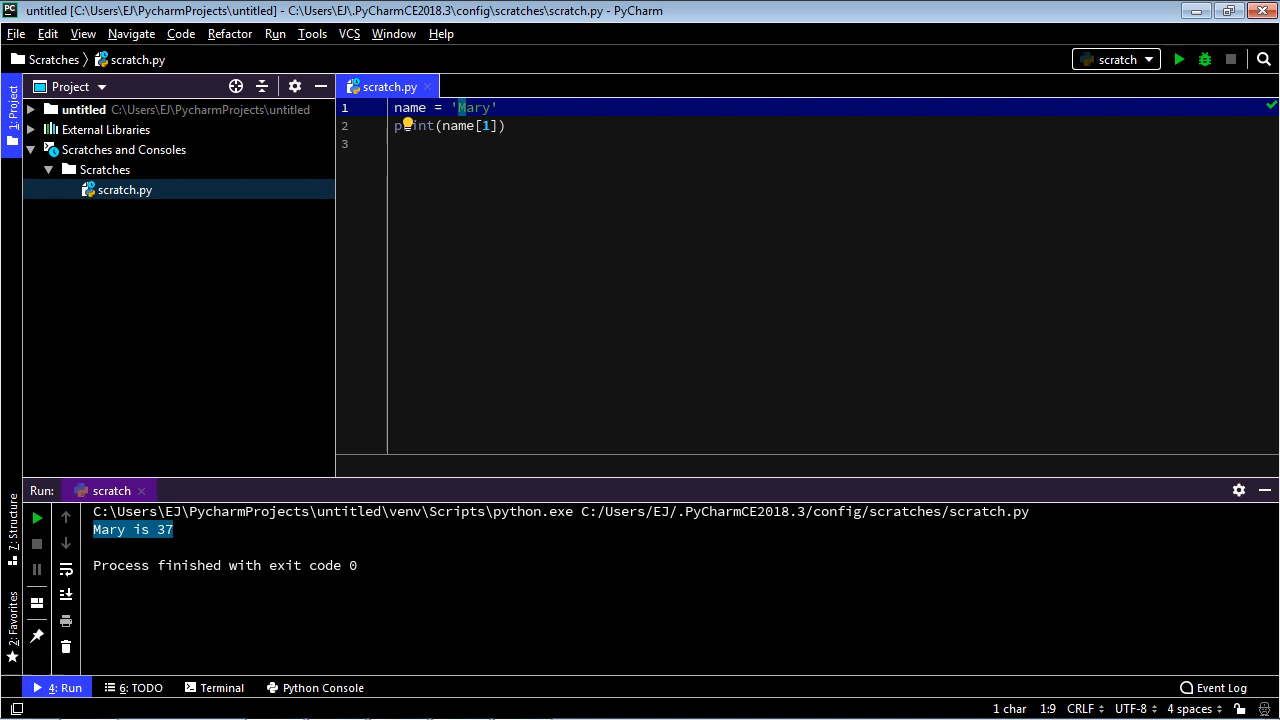 PC untitled [C:\Users\EJ\PycharmProjects\untitled] - C:\Users\EJ\.PyCharmCE2018.3\config\scratches\scratch.py - PyCharm
File Edit View Navigate Code Refactor Run Tools VCS Window Help
Scratches scratch.py scratch
1: Project
Project
scratch.py
untitled C:\Users\EJ\PycharmProjects\untitled
External Libraries
Scratches and Consoles
Scratches
scratch.py
1 name = 'Mary'
2 print(name[1])
3
Run: scratch
C:\Users\EJ\PycharmProjects\untitled\venv\Scripts\python.exe C:/Users/EJ/.PyCharmCE2018.3/config/scratches/scratch.py
Mary is 37
Process finished with exit code 0
7: Structure
2: Favorites
4: Run 6: TODO Terminal Python Console Event Log
1 char 1:9 CRLF UTF-8 4 spaces